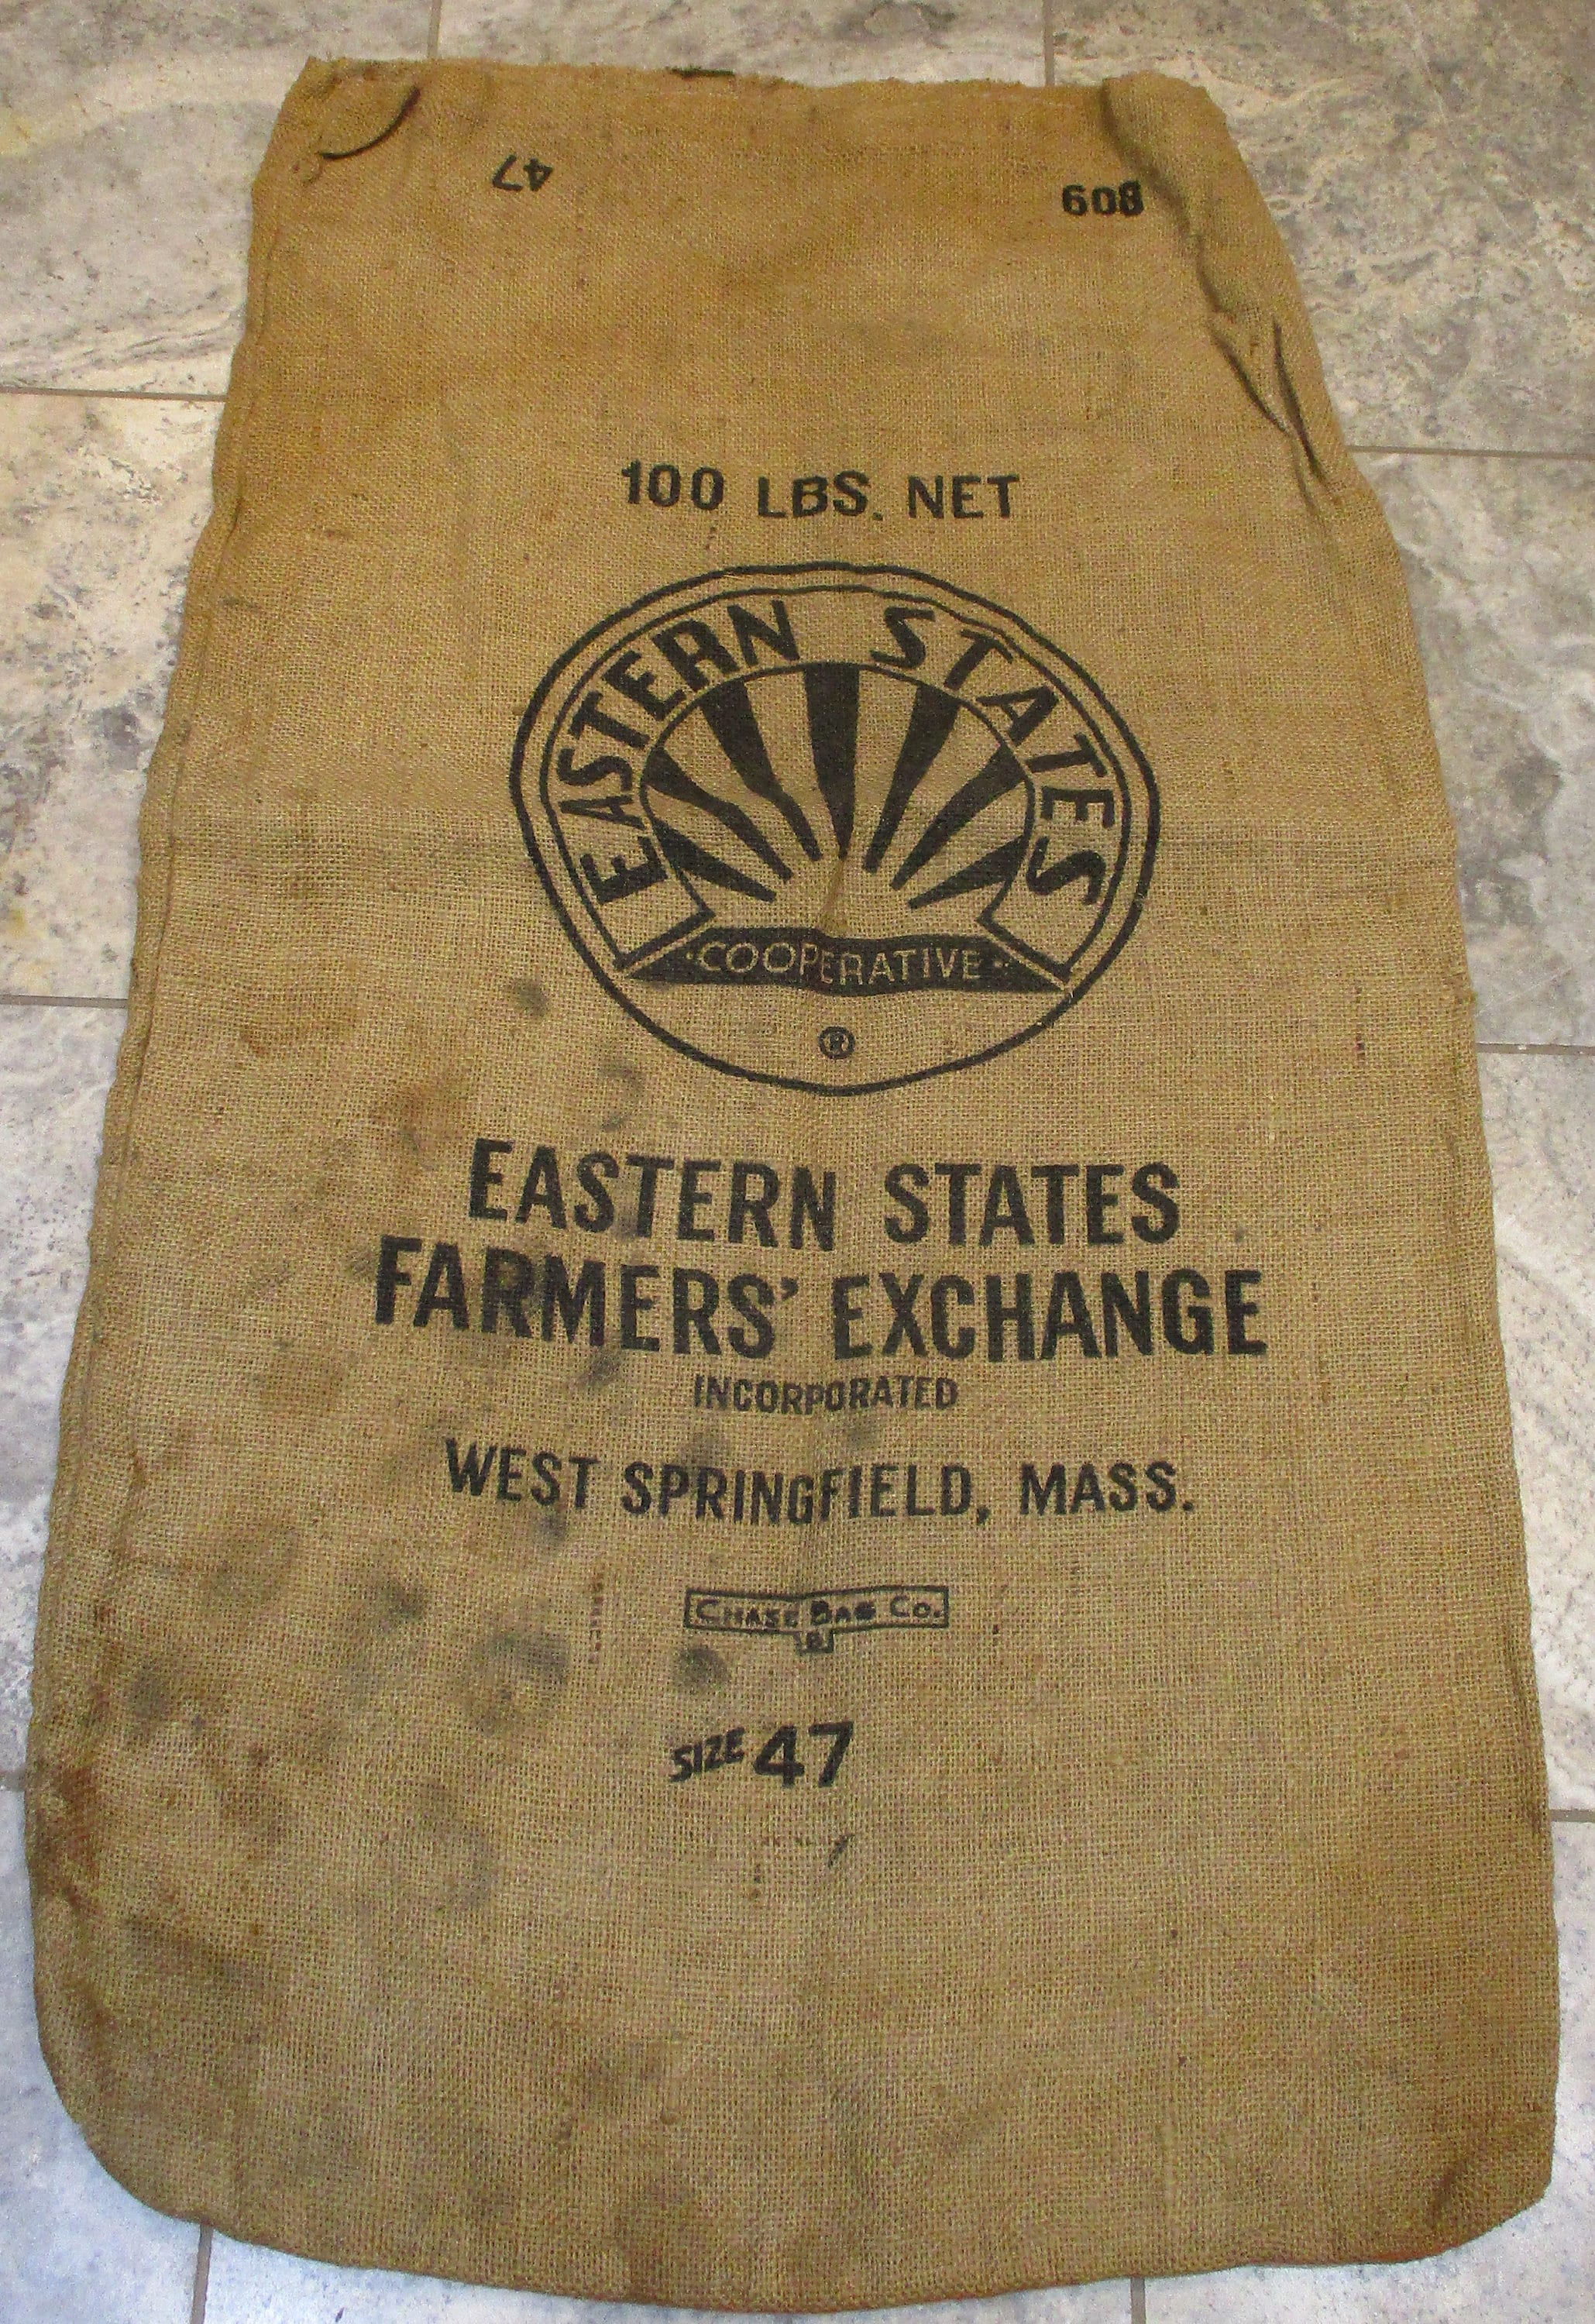 47
608
100 LBS. NET
EASTERN STATES
COOPERATIVE
®
EASTERN STATES
FARMERS' EXCHANGE
INCORPORATED
WEST SPRINGFIELD, MASS.
CHASE BAG CO.
SIZE 47